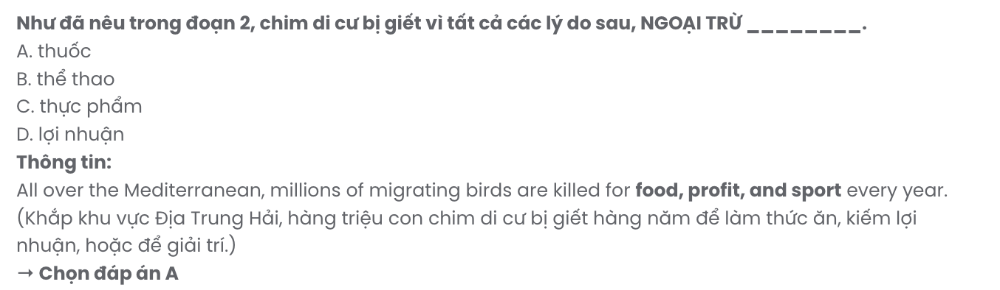 Như đã nêu trong đoạn 2, chim di cư bị giết vì tất cả các lý do sau, NGOẠI TRỪ ________.
A. thuốc
B. thể thao
C. thực phẩm
D. lợi nhuận
Thông tin:
All over the Mediterranean, millions of migrating birds are killed for food, profit, and sport every year.
(Khắp khu vực Địa Trung Hải, hàng triệu con chim di cư bị giết hàng năm để làm thức ăn, kiếm lợi
nhuận, hoặc để giải trí.)
→ Chọn đáp án A